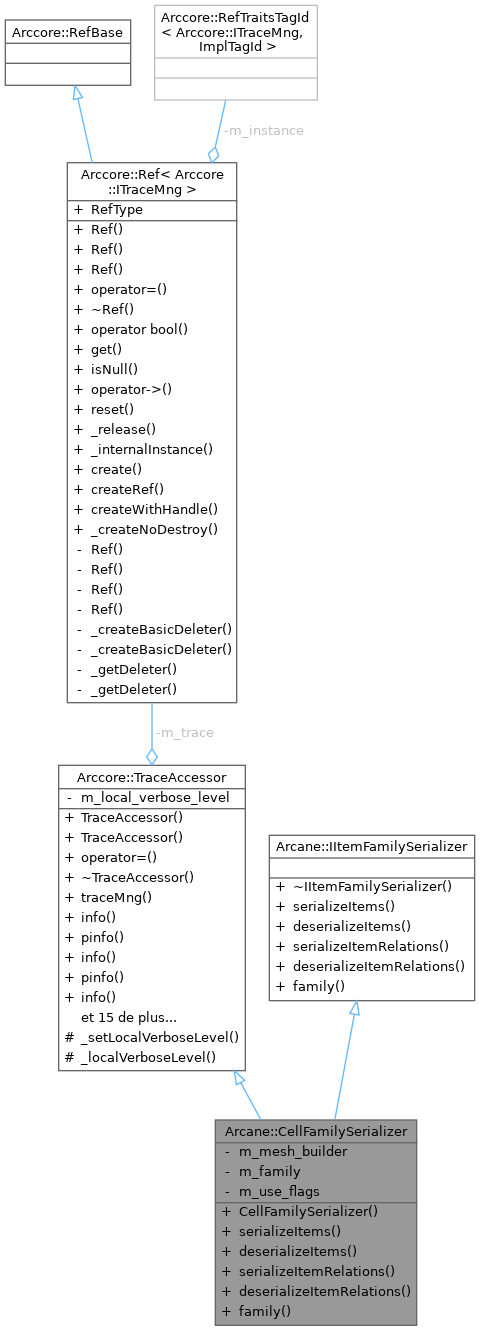 Arccore::RefBase
Arccore::RefTraitsTagId
< Arccore::ITraceMng,
ImplTagId >
-m_instance
Arccore::Ref< Arccore
::ITraceMng >
+ RefType
+ Ref()
+ Ref()
+ Ref()
+ operator=()
+ ~Ref()
+ operator bool()
+ get()
+ isNull()
+ operator->()
+ reset()
+ _release()
+ _internalInstance()
+ create()
+ createRef()
+ createWithHandle()
+ _createNoDestroy()
- Ref()
- Ref()
- Ref()
- Ref()
- _createBasicDeleter()
- _createBasicDeleter()
- _getDeleter()
- _getDeleter()
-m_trace
Arccore::TraceAccessor
- m_local_verbose_level
+ TraceAccessor()
+ TraceAccessor()
+ operator=()
+ ~TraceAccessor()
+ traceMng()
+ info()
+ pinfo()
+ info()
+ pinfo()
+ info()
et 15 de plus...
# _setLocalVerboseLevel()
# _localVerboseLevel()
Arcane::IItemFamilySerializer
+ ~IItemFamilySerializer()
+ serializeItems()
+ deserializeItems()
+ serializeItemRelations()
+ deserializeItemRelations()
+ family()
Arcane::CellFamilySerializer
- m_mesh_builder
- m_family
- m_use_flags
+ CellFamilySerializer()
+ serializeItems()
+ deserializeItems()
+ serializeItemRelations()
+ deserializeItemRelations()
+ family()